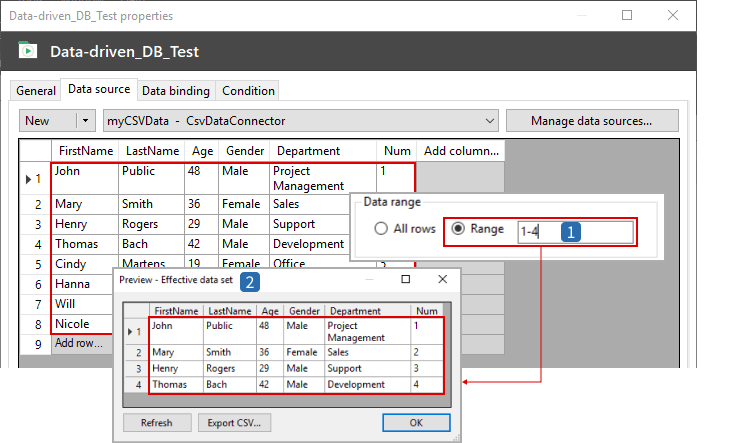 Data-driven_DB_Test properties
Data-driven_DB_Test
General Data source Data binding Condition
New myCSVData - CsvDataConnector Manage data sources...
FirstName LastName Age Gender Department Num Add column...
1 John Public 48 Male Project 1
Management
2 Mary Smith 36 Female Sales
3 Henry Rogers 29 Male Support
4 Thomas Bach 42 Male Development
5 Cindy Martens 19 Female Office 5
6 Hanna
7 Will
8 Nicole
9 Add row...
Data range
All rows Range 1-4 1
Preview - Effective data set 2
FirstName LastName Age Gender Department Num
1 John Public 48 Male Project 1
Management
2 Mary Smith 36 Female Sales 2
3 Henry Rogers 29 Male Support 3
4 Thomas Bach 42 Male Development 4
Refresh Export CSV... OK